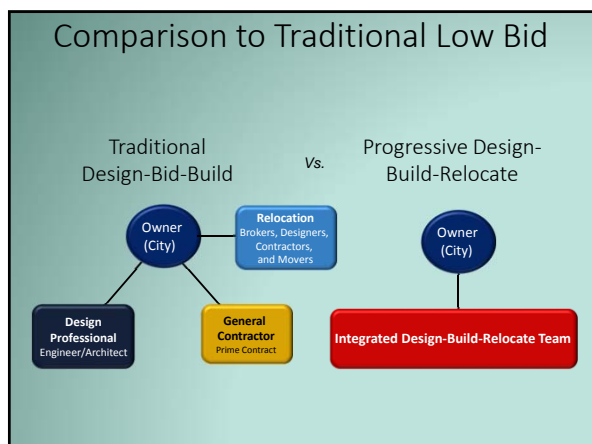 Comparison to Traditional Low Bid
Traditional
Design-Bid-Build
Vs.
Progressive Design-
Build-Relocate
Owner
(City)
Relocation
Brokers, Designers,
Contractors,
and Movers
Design
Professional
Engineer/Architect
General
Contractor
Prime Contract
Owner
(City)
Integrated Design-Build-Relocate Team